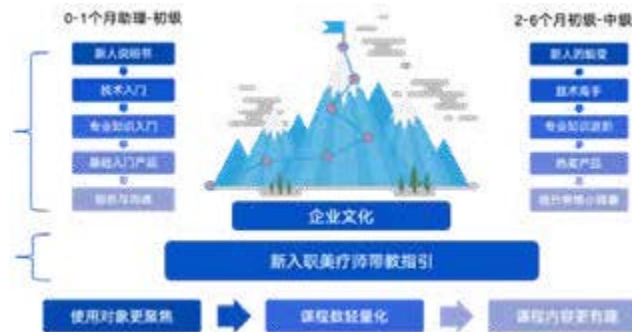 0-1个月助理-初级
2-6个月初级-中级
新人说明书
技术入门
专业知识入门
基础入门产品
新人的蜕变
技术高手
专业知识进阶
热卖产品
企业文化
新入职美疗师带教指引
使用对象更聚焦
课程数轻量化
课程内容更有趣